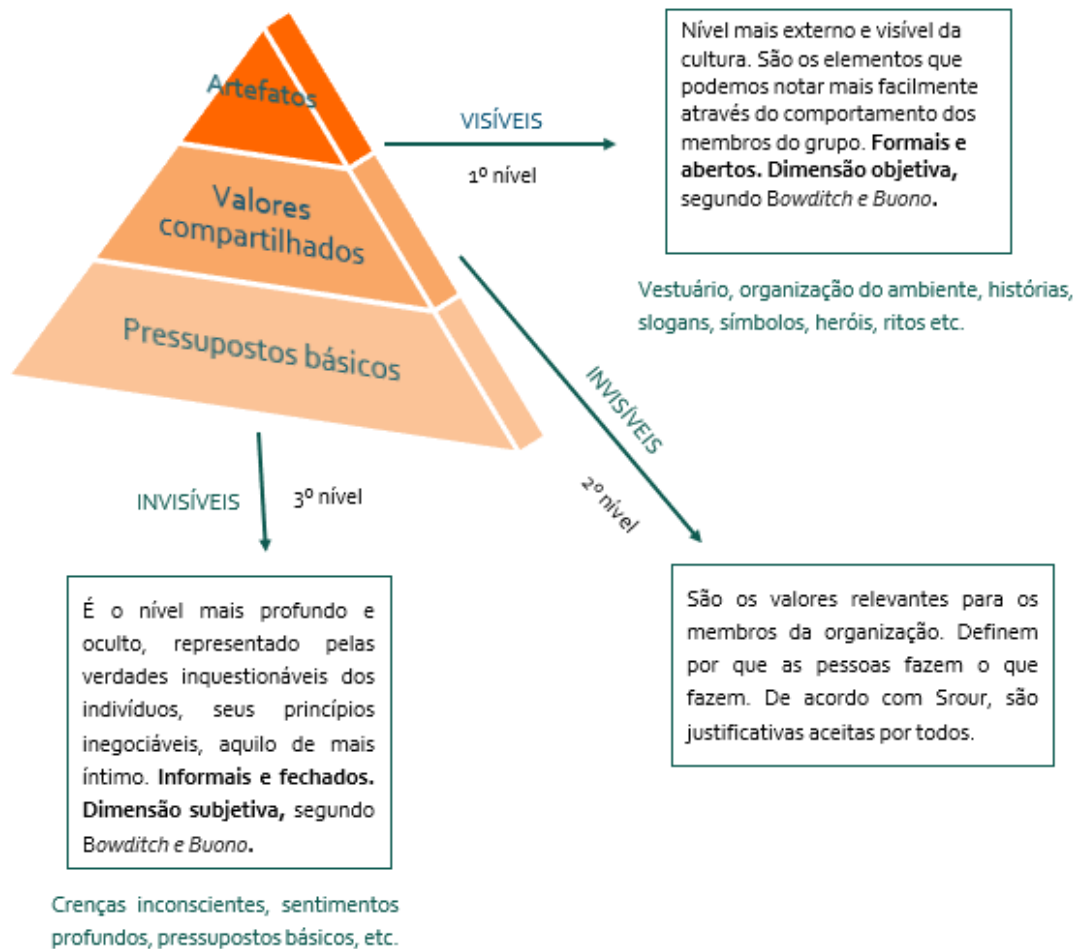 Artefatos
Valores
compartilhados
Pressupostos básicos
VISÍVEIS
1º nível
Nível mais externo e visível da
cultura. São os elementos que
podemos notar mais facilmente
através do comportamento dos
membros do grupo. Formais e
abertos. Dimensão objetiva,
segundo Bowditch e Buono.
Vestuário, organização do ambiente, histórias,
slogans, símbolos, heróis, ritos etc.
INVISÍVEIS
2º nível
São os valores relevantes para os
membros da organização. Definem
por que as pessoas fazem o que
fazem. De acordo com Srour, são
justificativas aceitas por todos.
INVISÍVEIS
3º nível
É o nível mais profundo e
oculto, representado pelas
verdades inquestionáveis dos
indivíduos, seus princípios
inegociáveis, aquilo de mais
íntimo. Informais e fechados.
Dimensão subjetiva, segundo
Bowditch e Buono.
Crenças inconscientes, sentimentos
profundos, pressupostos básicos, etc.